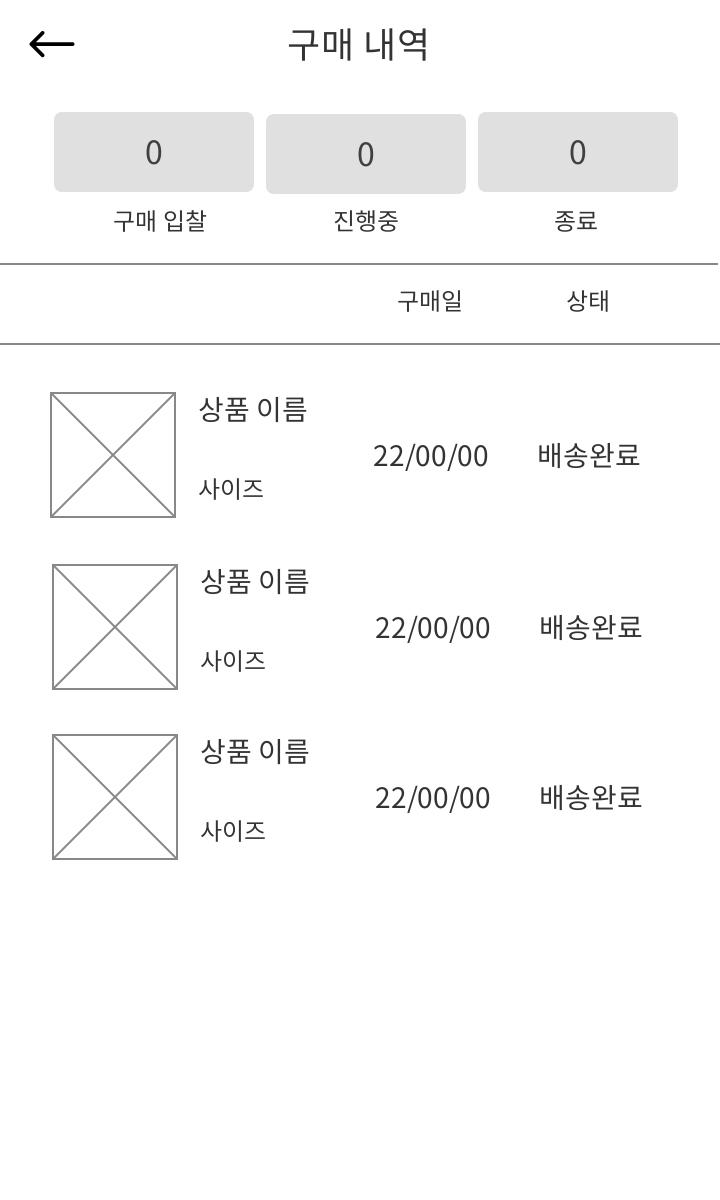 구매 내역
0 0 0
구매 입찰 진행중 종료
구매일 상태
상품 이름
22/00/00 배송완료
사이즈
상품 이름
22/00/00 배송완료
사이즈
상품 이름
22/00/00 배송완료
사이즈